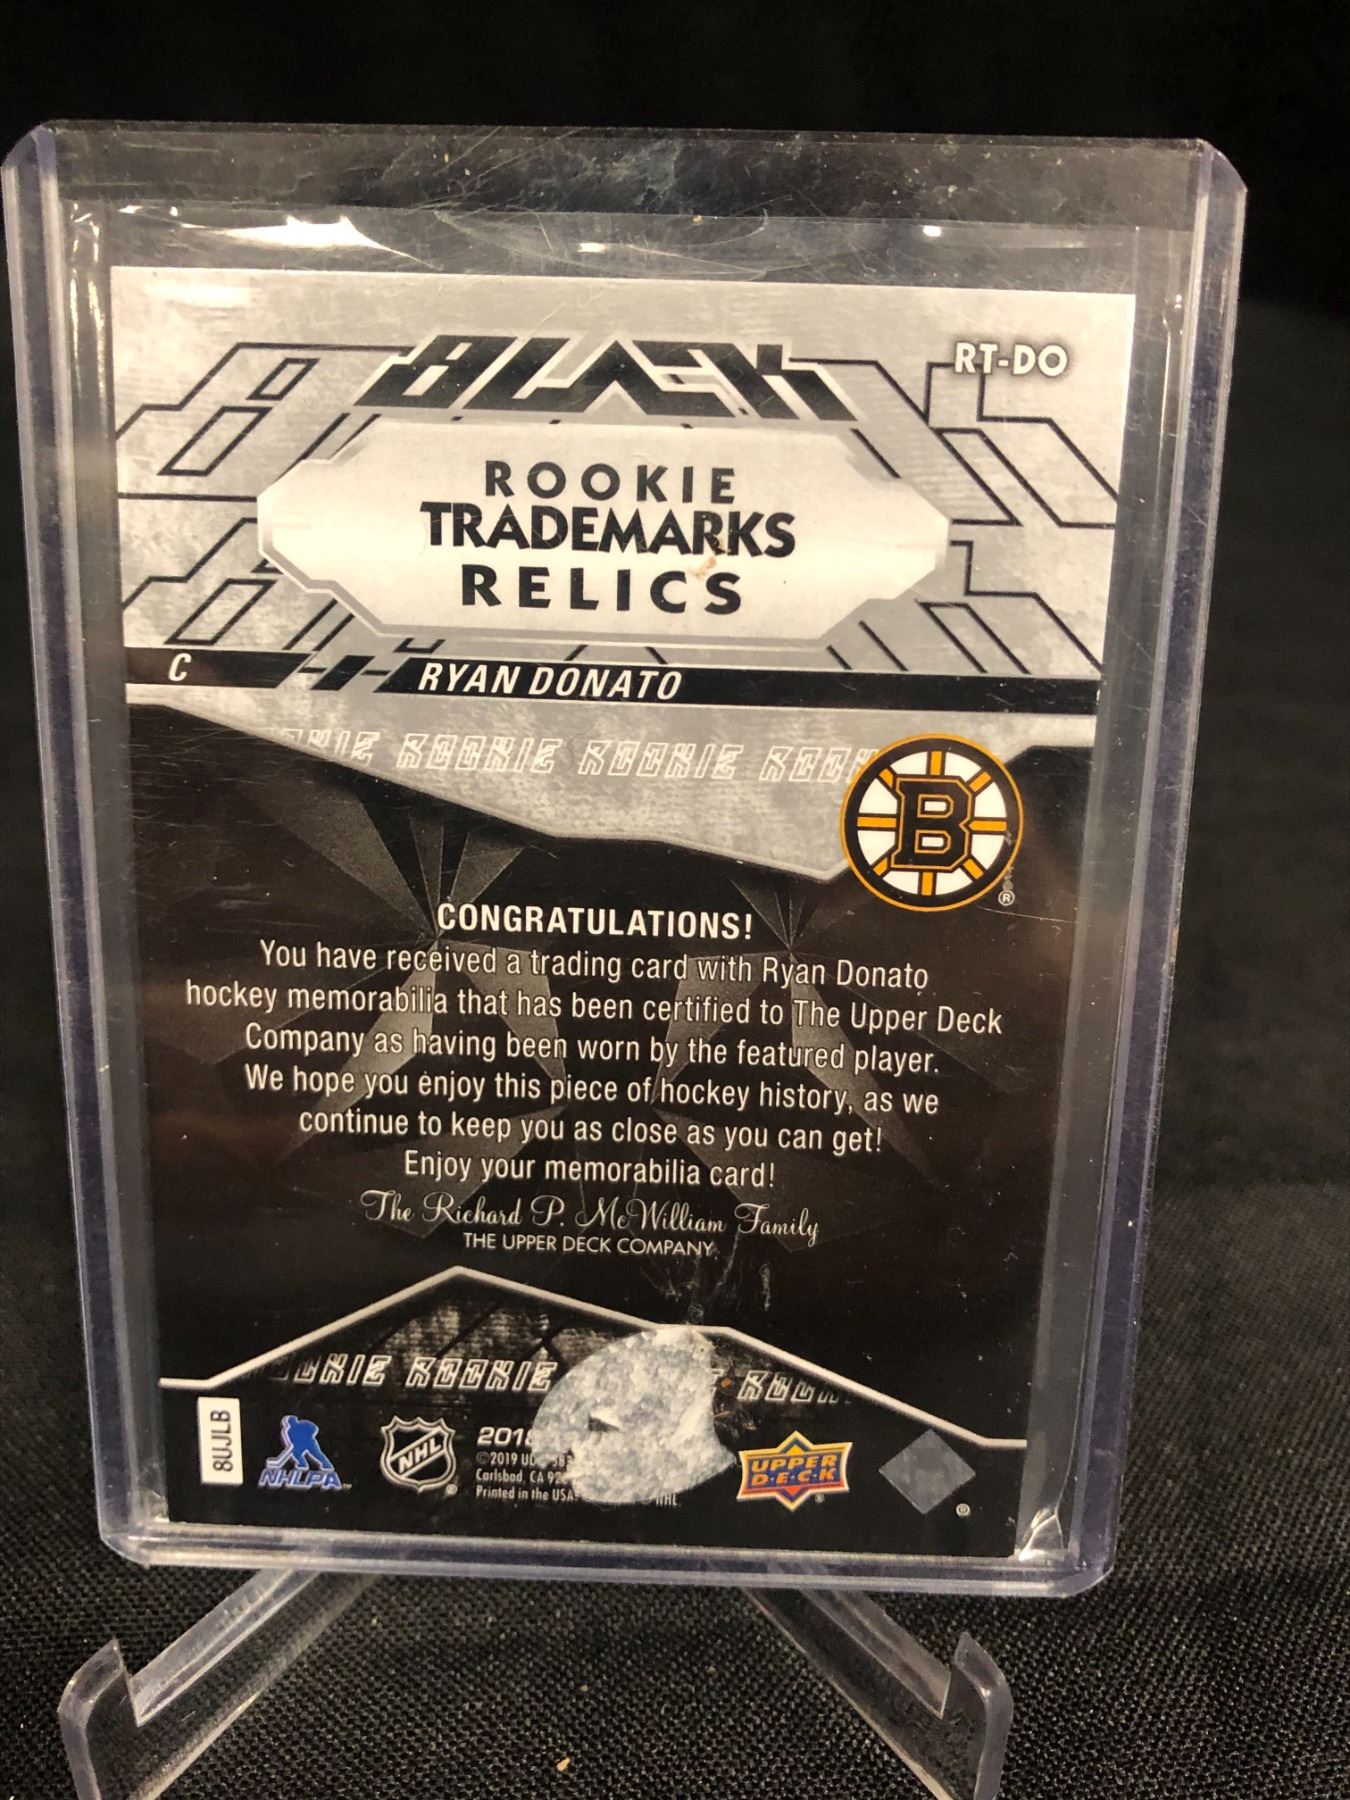 BLACK
RT-DO
ROOKIE
TRADEMARKS
RELICS
C
RYAN DONATO
ROOKIE ROOKIE
B
®
CONGRATULATIONS!
You have received a trading card with Ryan Donato
hockey memorabilia that has been certified to The Upper Deck
Company as having been worn by the featured player.
We hope you enjoy this piece of hockey history, as we
continue to keep you as close as you can get!
Enjoy your memorabilia card!
The Richard P. McWilliam Family
THE UPPER DECK COMPANY
ROOKIE
8UJLB
NHLPA
NHL
©2019
Carlsbad, CA
Printed in the USA
NHL
UPPER
D·E·C·K